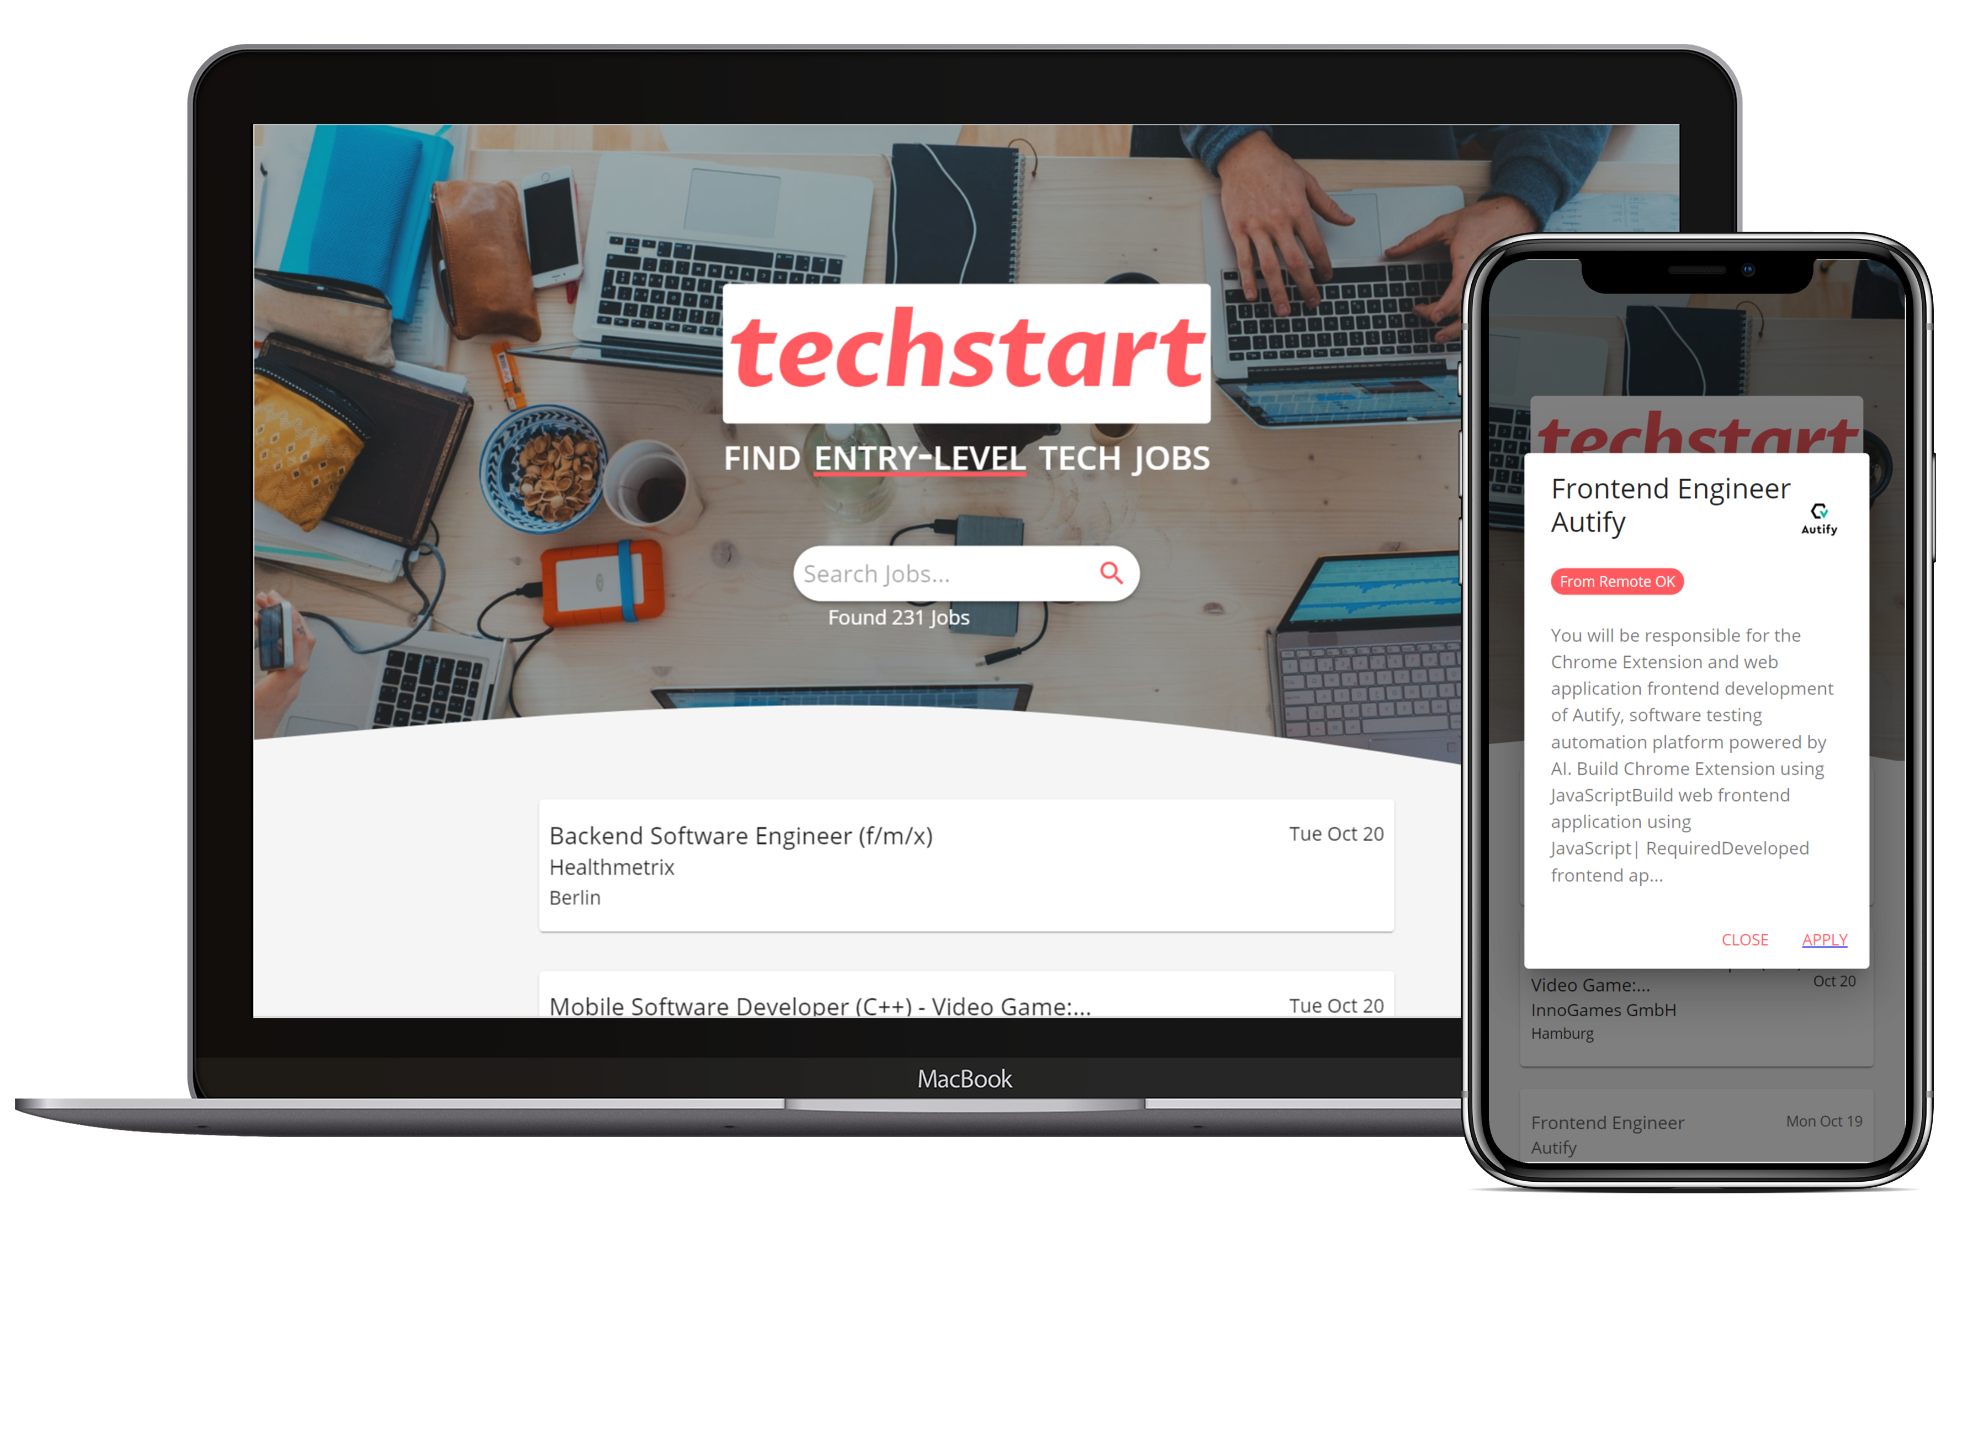 techstart
FIND ENTRY-LEVEL TECH JOBS
Search Jobs...
Found 231 Jobs
Backend Software Engineer (f/m/x)
Tue Oct 20
Healthmetrix
Berlin
Mobile Software Developer (C++) - Video Game:...
Tue Oct 20
MacBook
techstart
Frontend Engineer
Autify
Autify
From Remote OK
You will be responsible for the
Chrome Extension and web
application frontend development
of Autify, software testing
automation platform powered by
AI. Build Chrome Extension using
JavaScriptBuild web frontend
application using
JavaScript| RequiredDeveloped
frontend ap...
CLOSE
APPLY
Video Game:...
Oct 20
InnoGames GmbH
Hamburg
Frontend Engineer
Mon Oct 19
Autify